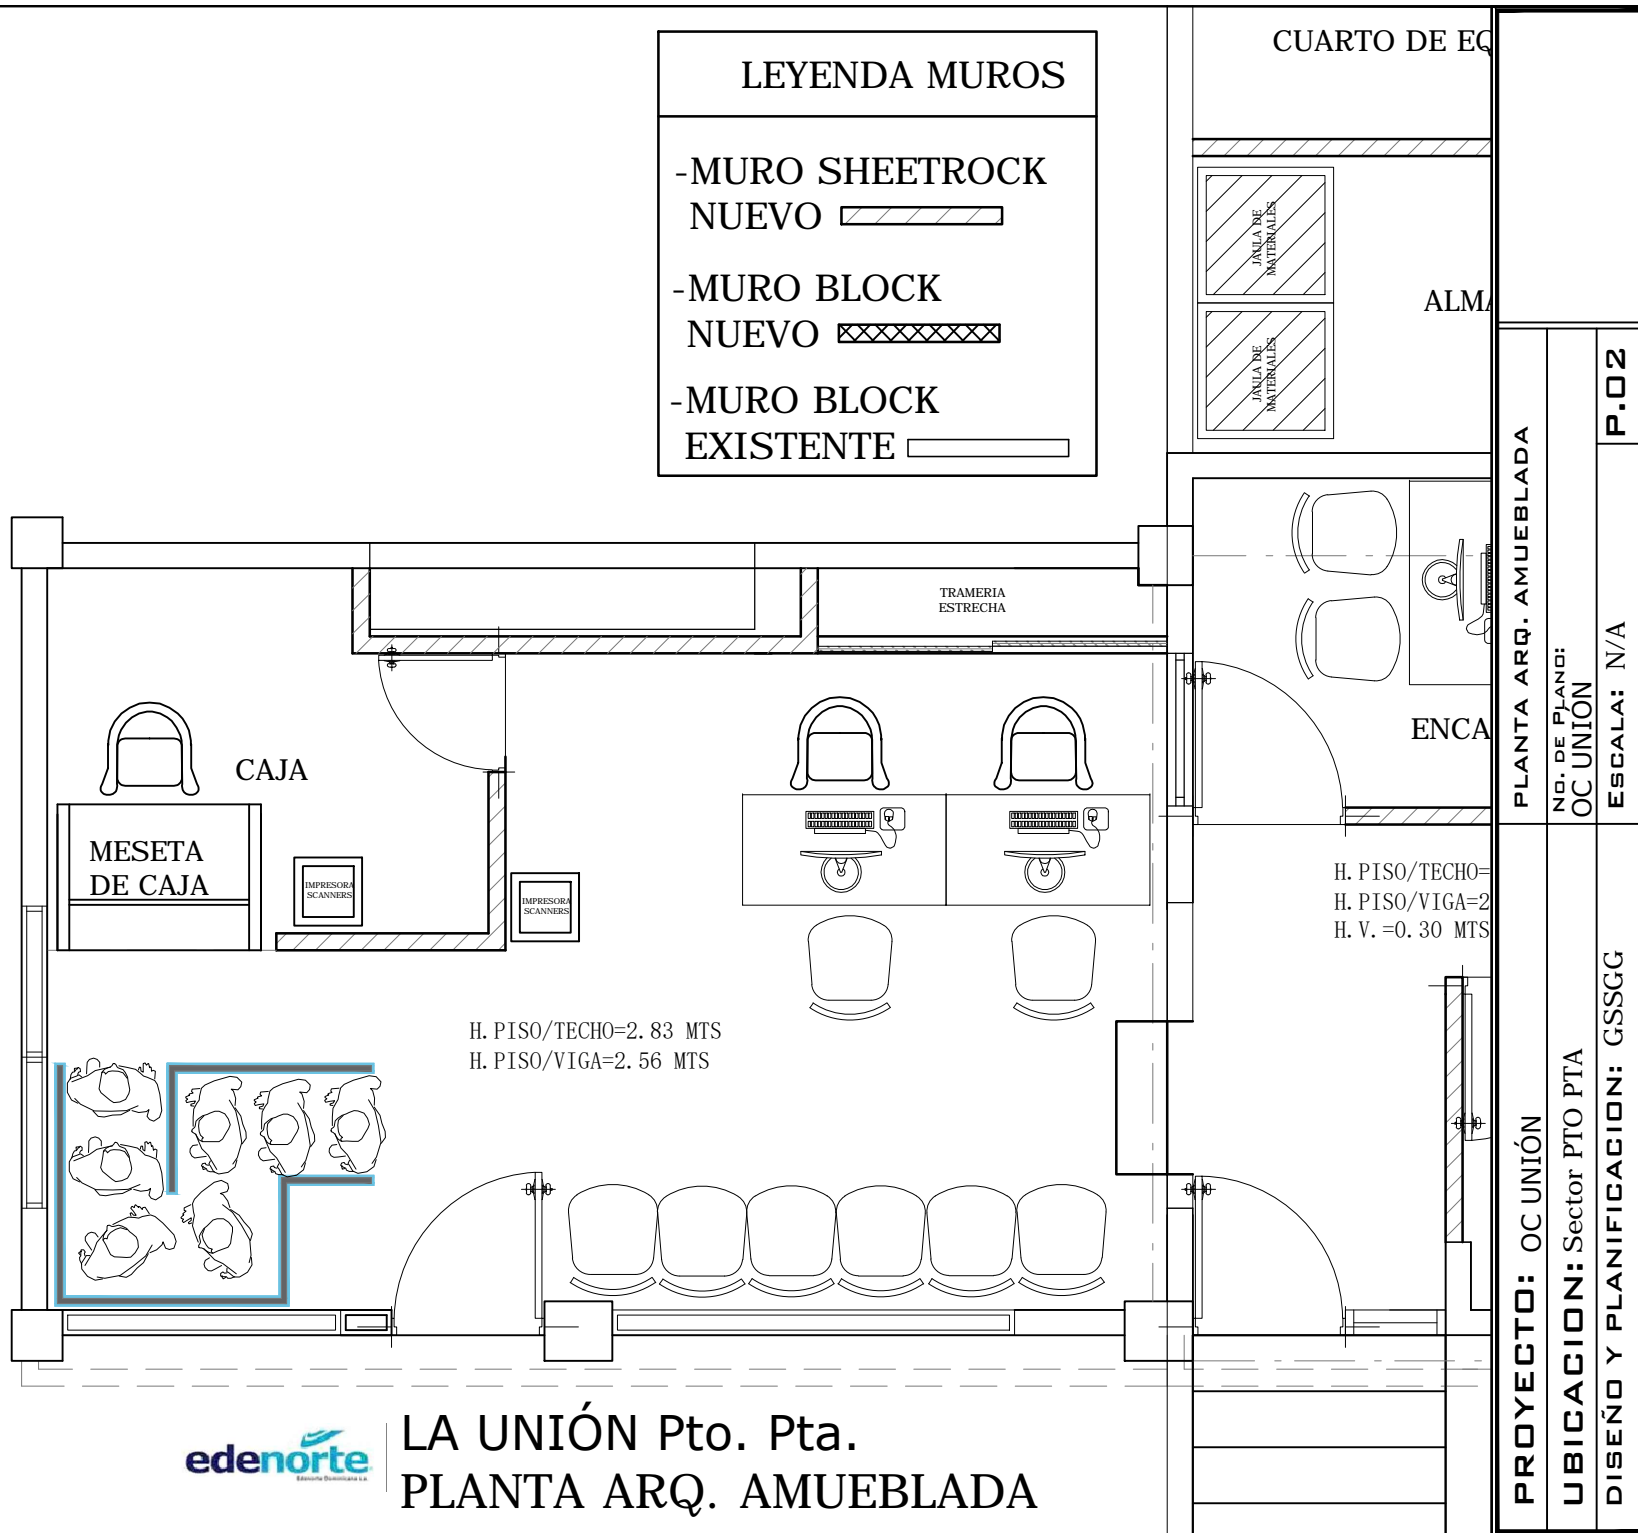 CUARTO DE EQ
LEYENDA MUROS
-MURO SHEETROCK
NUEVO
-MURO BLOCK
NUEVO
-MURO BLOCK
EXISTENTE
JAULA DE
MATERIALES
JAULA DE
MATERIALES
ALMA
TRAMERIA
ESTRECHA
CAJA
MESETA
DE CAJA
IMPRESORA
SCANNERS
IMPRESORA
SCANNERS
ENCA
H.PISO/TECHO=
H.PISO/VIGA=2
H.V.=0.30 MTS
H.PISO/TECHO=2.83 MTS
H.PISO/VIGA=2.56 MTS
edenorte
Edenorte Dominicana s.a.
LA UNIÓN Pto. Pta.
PLANTA ARQ. AMUEBLADA
PLANTA ARQ. AMUEBLADA
No. DE PLANO:
OC UNIÓN
P.02
ESCALA: N/A
PROYECTO: OC UNIÓN
UBICACION: Sector PTO PTA
DISEÑO Y PLANIFICACION: GSSGG